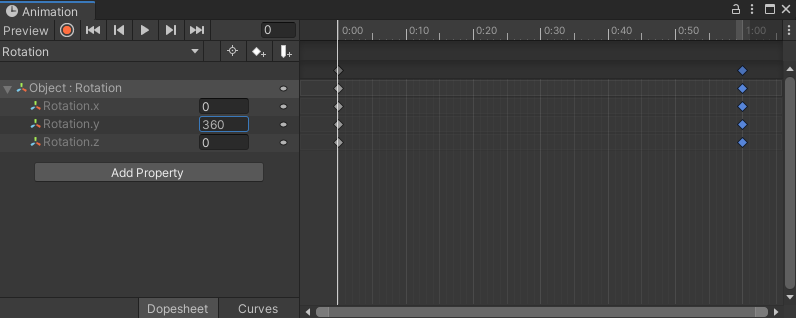 Animation
Preview 0 0:00 0:10 0:20 0:30 0:40 0:50 1:00
Rotation
Object : Rotation
Rotation.x 0
Rotation.y 360
Rotation.z 0
Add Property
Dopesheet Curves